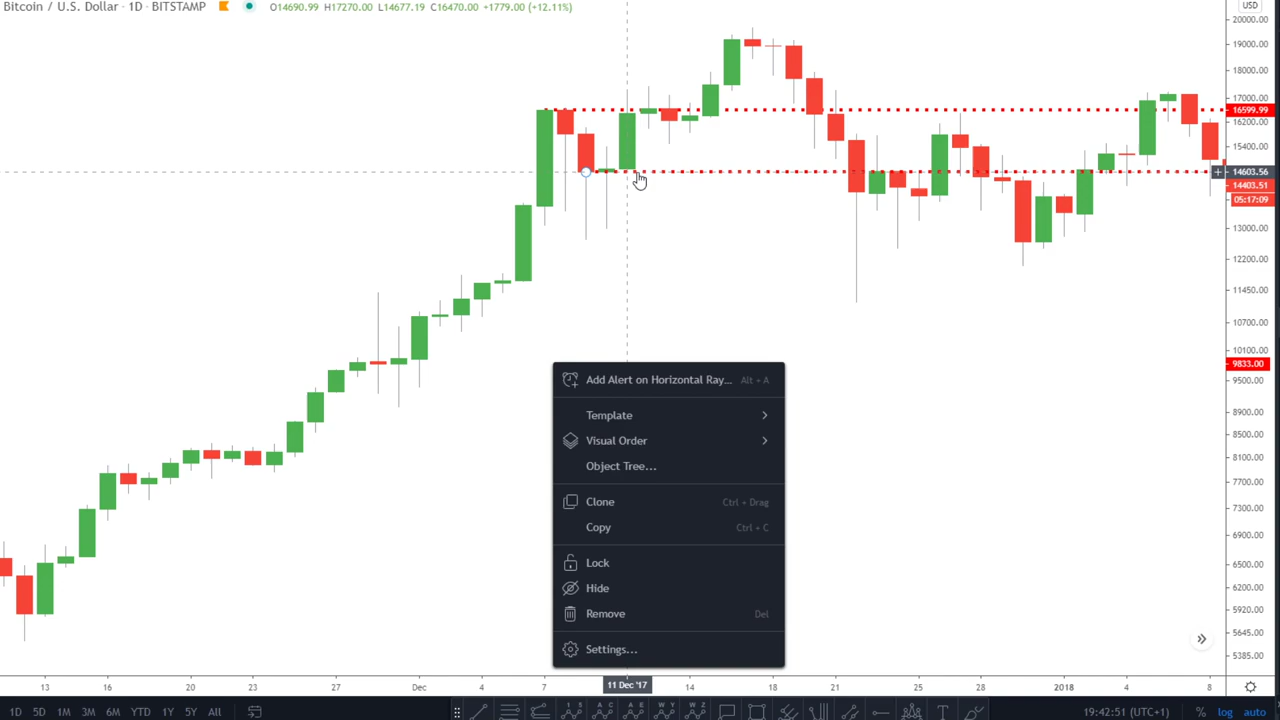 Bitcoin / U.S. Dollar · 1D · BITSTAMP O14690.99 H17270.00 L14677.19 C16470.00 +1779.00 (+12.11%)
USD
20000.00
19000.00
18000.00
17000.00
16599.99
16200.00
15400.00
14603.56
14403.51
05:17:09
13000.00
12200.00
11450.00
10700.00
10100.00
9833.00
9500.00
8900.00
8500.00
8100.00
7700.00
7300.00
6900.00
6500.00
6200.00
5920.00
5645.00
5385.00
Add Alert on Horizontal Ray... Alt + A
Template
Visual Order
Object Tree...
Clone Ctrl + Drag
Copy Ctrl + C
Lock
Hide
Remove Del
Settings...
13 16 20 23 27 Dec 4 7 11 Dec '17 14 18 21 25 28 2018 4 8
1D 5D 1M 3M 6M YTD 1Y 5Y All 19:42:51 (UTC+1) % log auto